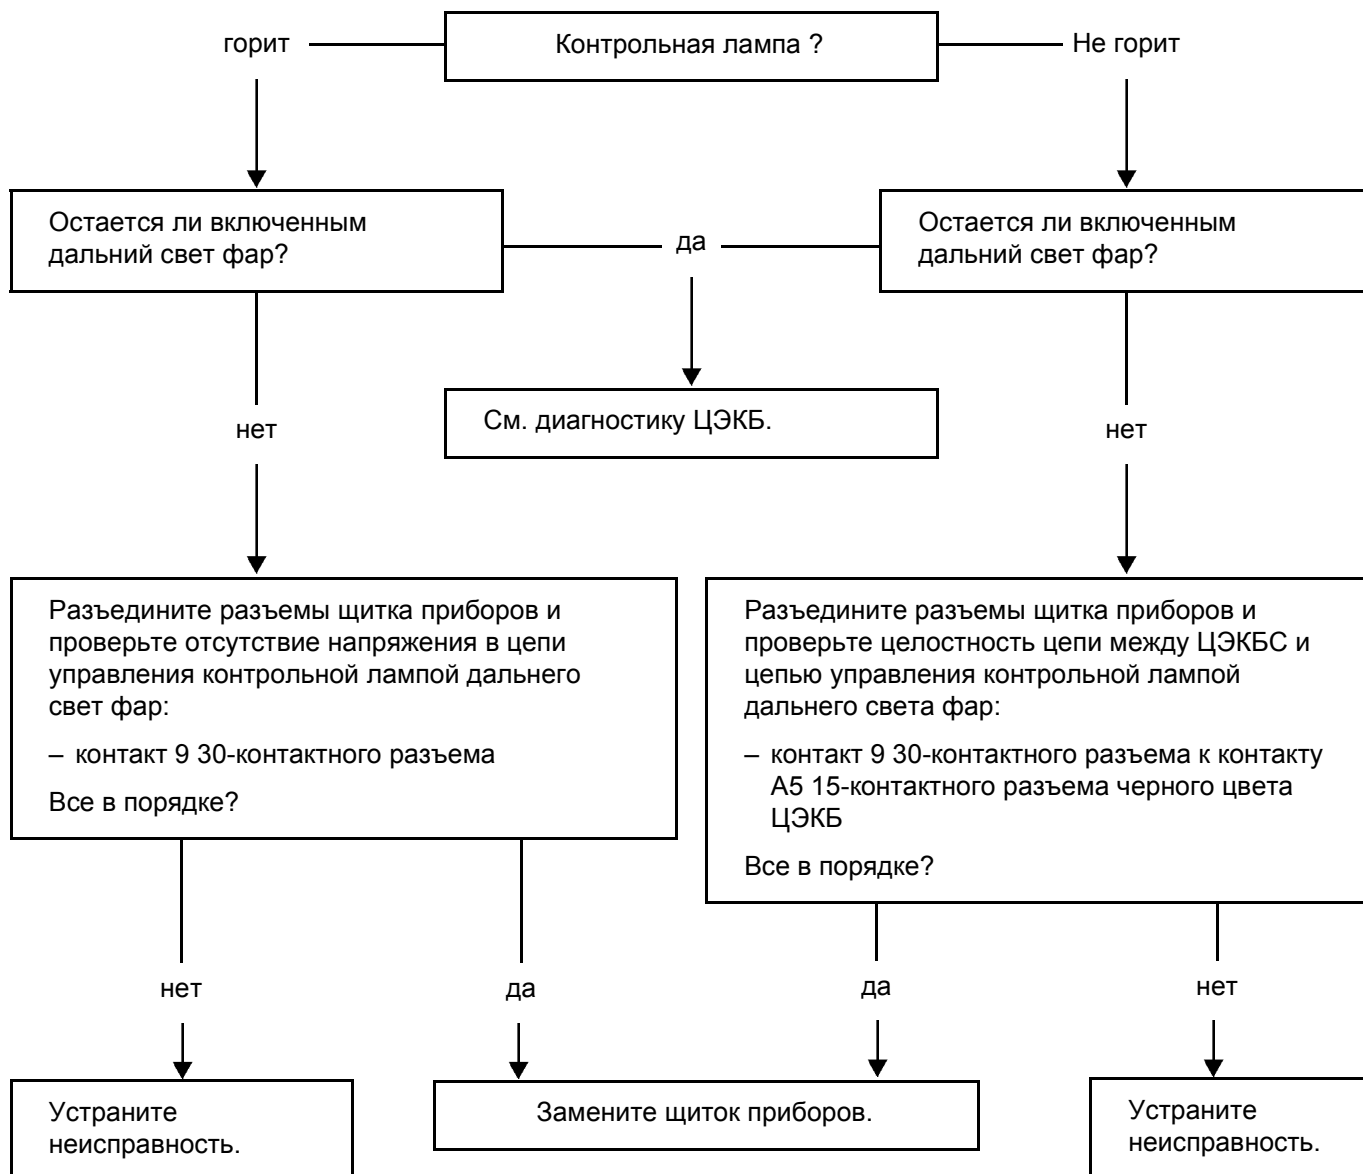 горит
Контрольная лампа ?
Не горит
Остается ли включенным
дальний свет фар?
да
Остается ли включенным
дальний свет фар?
См. диагностику ЦЭКБ.
нет
нет
Разъедините разъемы щитка приборов и
проверьте отсутствие напряжения в цепи
управления контрольной лампой дальнего
свет фар:
– контакт 9 30-контактного разъема
Все в порядке?
Разъедините разъемы щитка приборов и
проверьте целостность цепи между ЦЭКБС и
цепью управления контрольной лампой
дальнего света фар:
– контакт 9 30-контактного разъема к контакту
А5 15-контактного разъема черного цвета
ЦЭКБ
Все в порядке?
нет
да
да
нет
Устраните
неисправность.
Замените щиток приборов.
Устраните
неисправность.